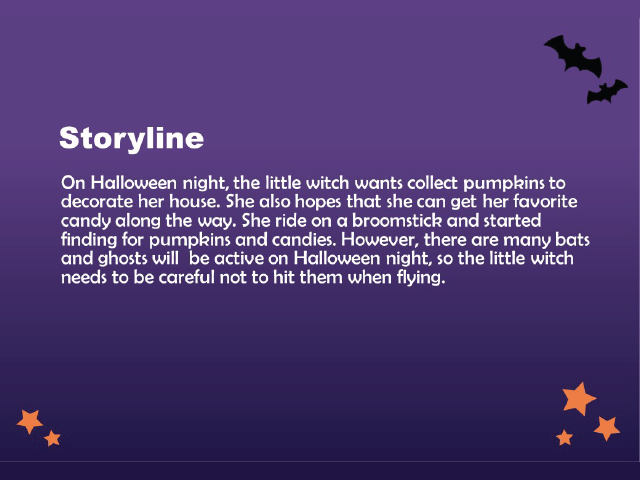 Storyline
On Halloween night, the little witch wants collect pumpkins to
decorate her house. She also hopes that she can get her favorite
candy along the way. She ride on a broomstick and started
finding for pumpkins and candies. However, there are many bats
and ghosts will  be active on Halloween night, so the little witch
needs to be careful not to hit them when flying.